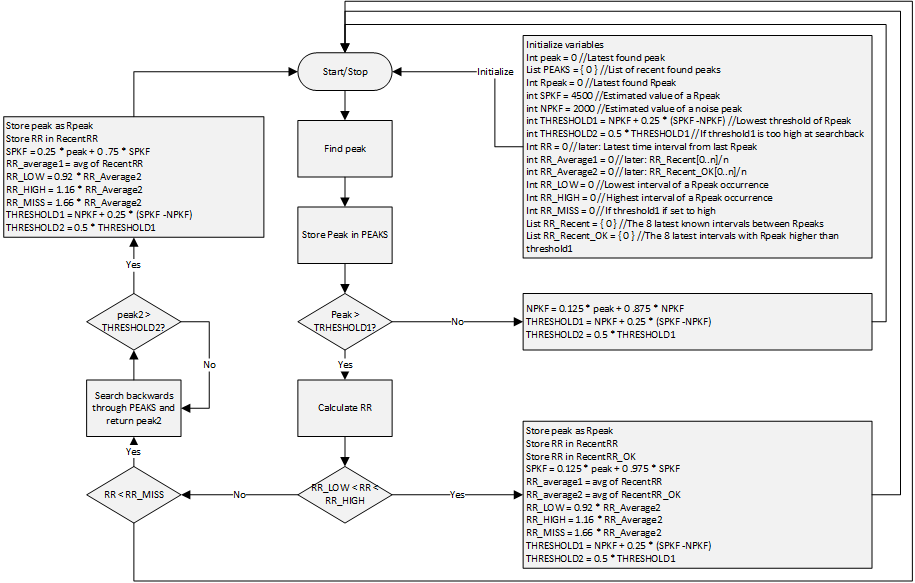 Start/Stop
Initialize
Initialize variables
Int peak = 0 //Latest found peak
List PEAKS = { 0 } //List of recent found peaks
Int Rpeak = 0 //Latest found Rpeak
int SPKF = 4500 //Estimated value of a Rpeak
int NPKF = 2000 //Estimated value of a noise peak
int THRESHOLD1 = NPKF + 0.25 * (SPKF -NPKF) //Lowest threshold of Rpeak
int THRESHOLD2 = 0.5 * THRESHOLD1 //If threshold1 is too high at searchback
Int RR = 0 //later: Latest time interval from last Rpeak
int RR_Average1 = 0 //later: RR_Recent[0..n]/n
int RR_Average2 = 0 //later: RR_Recent_OK[0..n]/n
Int RR_LOW = 0 //Lowest interval of a Rpeak occurrence
Int RR_HIGH = 0 //Highest interval of a Rpeak occurrence
Int RR_MISS = 0 //If threshold1 if set to high
List RR_Recent = { 0 } //The 8 latest known intervals between Rpeaks
List RR_Recent_OK = { 0 } //The 8 latest intervals with Rpeak higher than
threshold1
Find peak
Store Peak in PEAKS
Peak >
TRHESHOLD1?
No
NPKF = 0.125 * peak + 0 .875 * NPKF
THRESHOLD1 = NPKF + 0.25 * (SPKF -NPKF)
THRESHOLD2 = 0.5 * THRESHOLD1
Yes
Calculate RR
RR_LOW < RR <
RR_HIGH
Yes
Store peak as Rpeak
Store RR in RecentRR
Store RR in RecentRR_OK
SPKF = 0.125 * peak + 0 .975 * SPKF
RR_average1 = avg of RecentRR
RR_average2 = avg of RecentRR_OK
RR_LOW = 0.92 * RR_Average2
RR_HIGH = 1.16 * RR_Average2
RR_MISS = 1.66 * RR_Average2
THRESHOLD1 = NPKF + 0.25 * (SPKF -NPKF)
THRESHOLD2 = 0.5 * THRESHOLD1
No
RR < RR_MISS
Yes
Search backwards
through PEAKS and
return peak2
peak2 >
THRESHOLD2?
No
Yes
Store peak as Rpeak
Store RR in RecentRR
SPKF = 0.25 * peak + 0 .75 * SPKF
RR_average1 = avg of RecentRR
RR_LOW = 0.92 * RR_Average2
RR_HIGH = 1.16 * RR_Average2
RR_MISS = 1.66 * RR_Average2
THRESHOLD1 = NPKF + 0.25 * (SPKF -NPKF)
THRESHOLD2 = 0.5 * THRESHOLD1